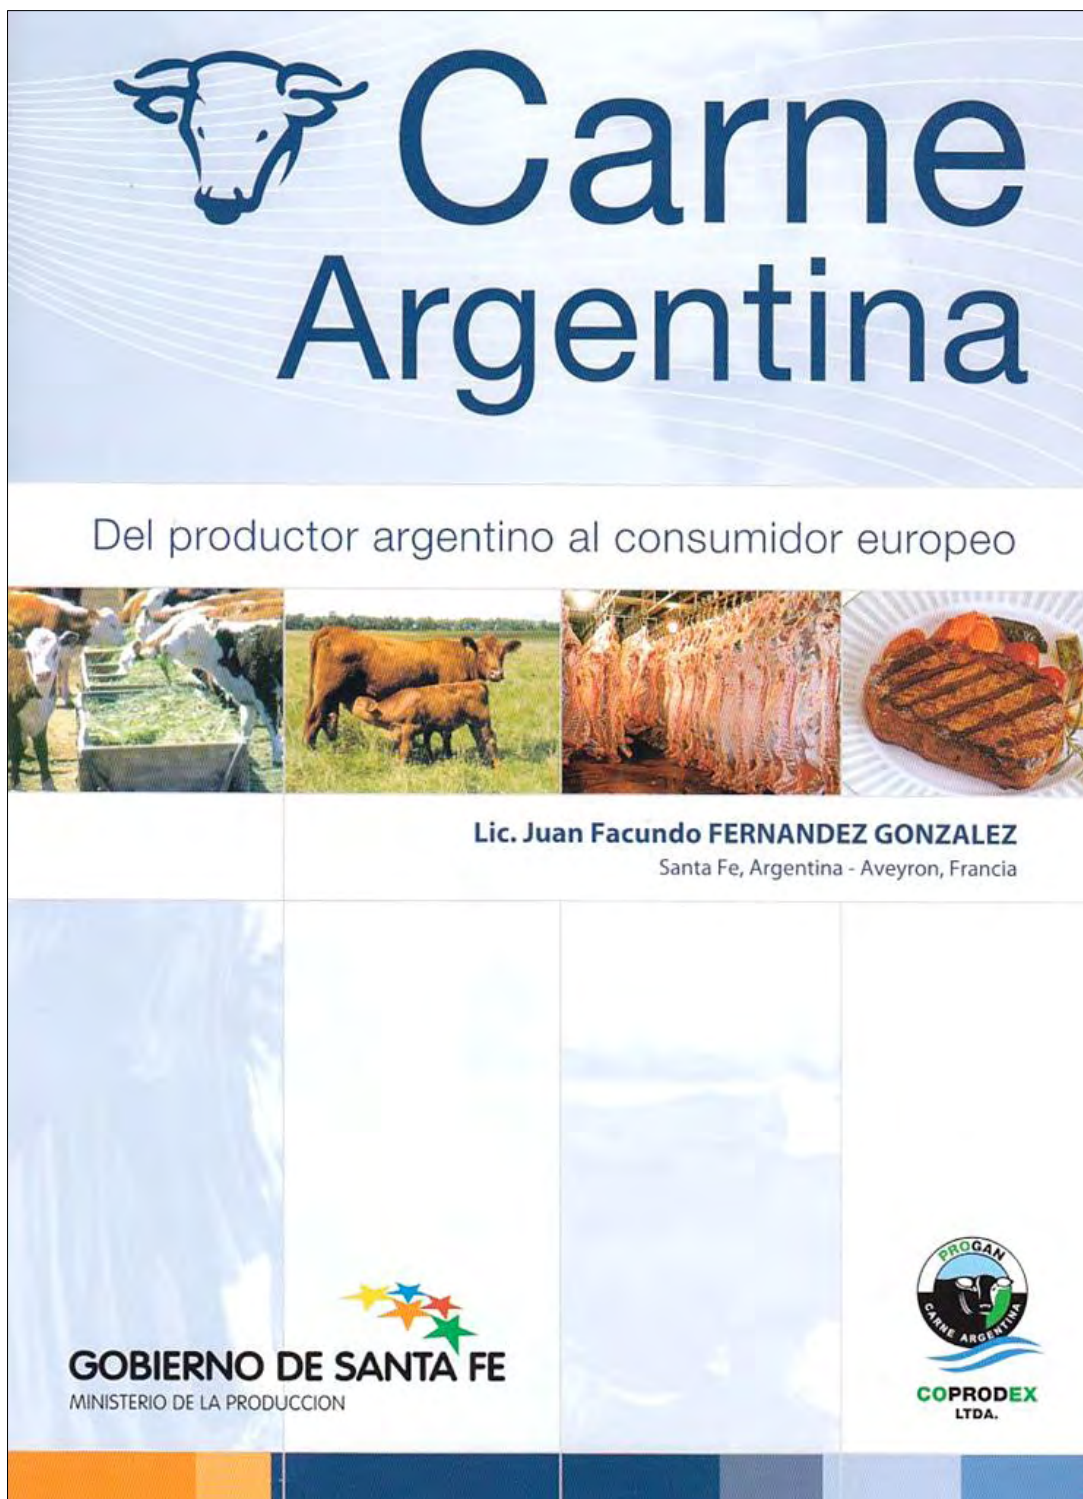 Carne
Argentina
Del productor argentino al consumidor europeo
Lic. Juan Facundo FERNANDEZ GONZALEZ
Santa Fe, Argentina - Aveyron, Francia
GOBIERNO DE SANTA FE
MINISTERIO DE LA PRODUCCION
PROGAN
CARNE ARGENTINA
COPRODEX
LTDA.